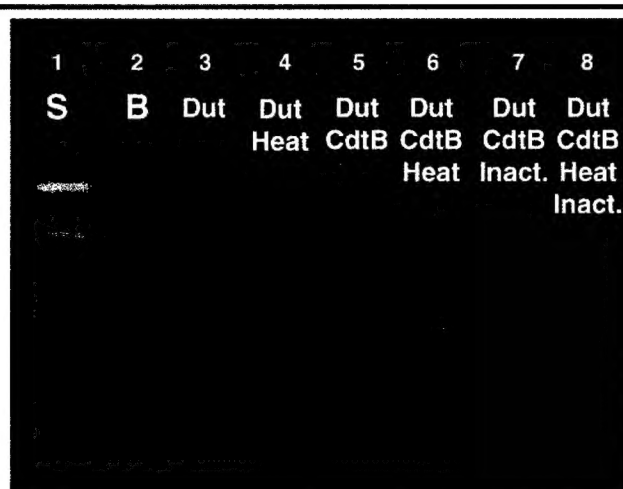 1 2 3 4 5 6 7 8
S B Dut Dut Dut Dut Dut Dut
Heat CdtB CdtB CdtB CdtB
Heat Inact. Heat
Inact.